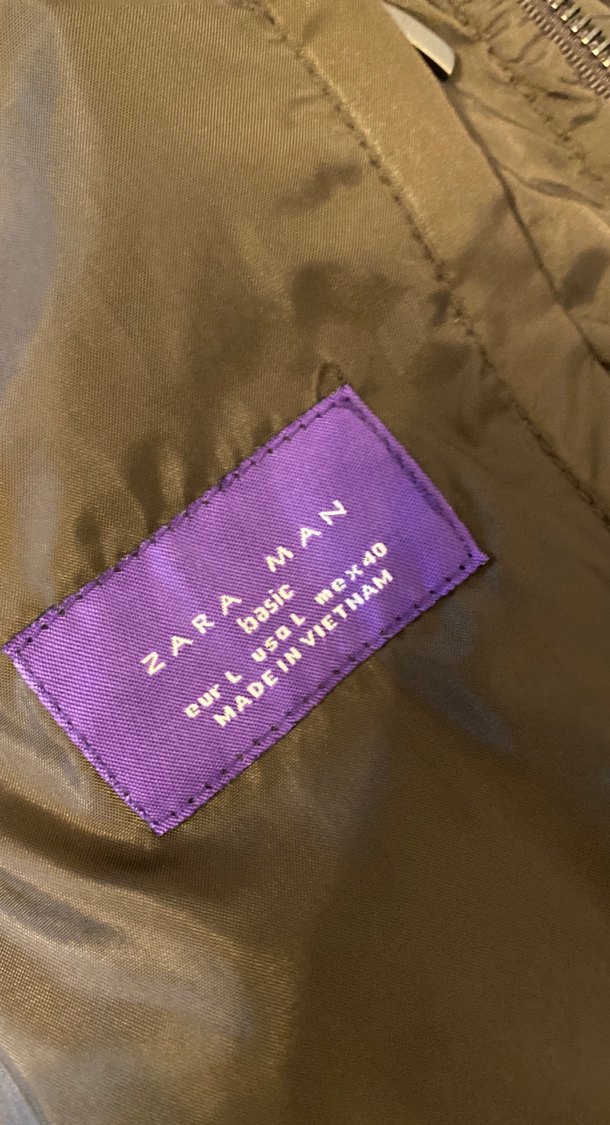 ZARA MAN
basic
eur L usa L mex 40
MADE IN VIETNAM